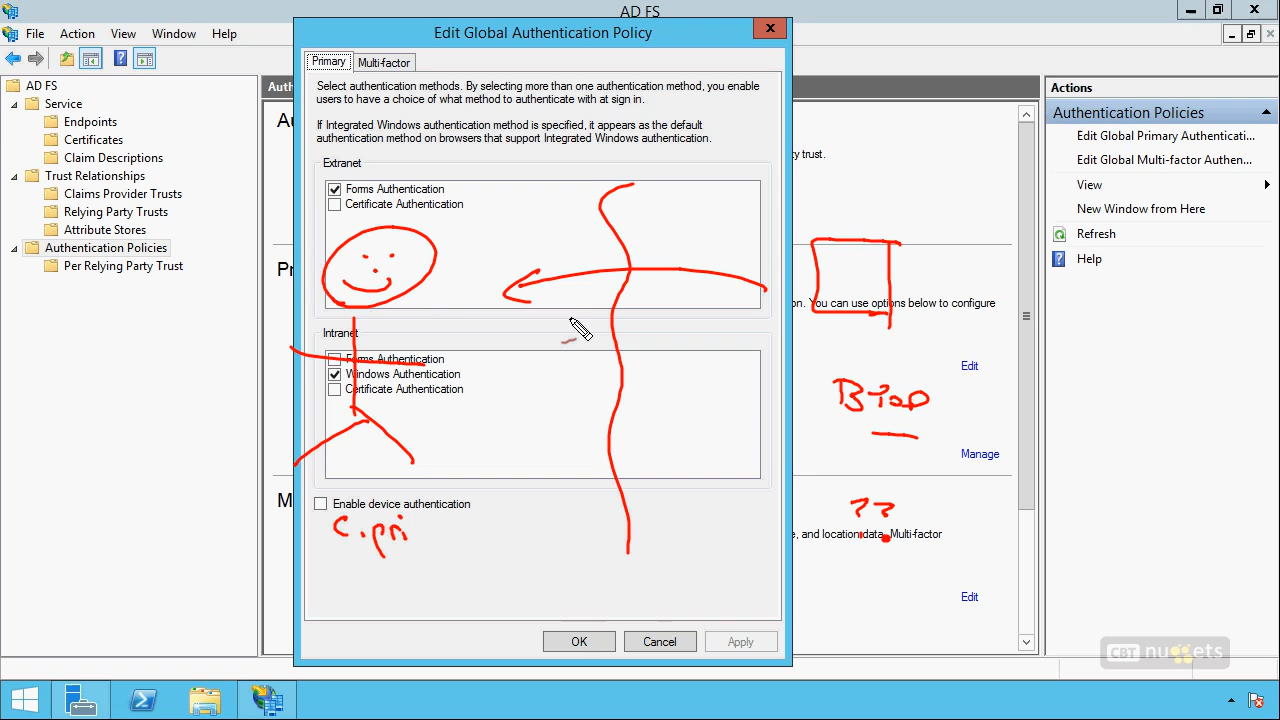 AD FS
File Action View Window Help
AD FS
Service
Endpoints
Certificates
Claim Descriptions
Trust Relationships
Claims Provider Trusts
Relying Party Trusts
Attribute Stores
Authentication Policies
Per Relying Party Trust
Edit Global Authentication Policy
X
Primary Multi-factor
Select authentication methods. By selecting more than one authentication method, you enable
users to have a choice of what method to authenticate with at sign in.
If Integrated Windows authentication method is specified, it appears as the default
authentication method on browsers that support Integrated Windows authentication.
Extranet
Forms Authentication
Certificate Authentication
Intranet
Forms Authentication
Windows Authentication
Certificate Authentication
Enable device authentication
C.pri
OK Cancel Apply
Auth
Au
y trust.
Pr
on. You can use options below to configure
Edit
BYOD
Manage
M
??
e, and location data. Multi-factor
Edit
Actions
Authentication Policies
Edit Global Primary Authenticati...
Edit Global Multi-factor Authen...
View
New Window from Here
Refresh
Help
CBT nuggets